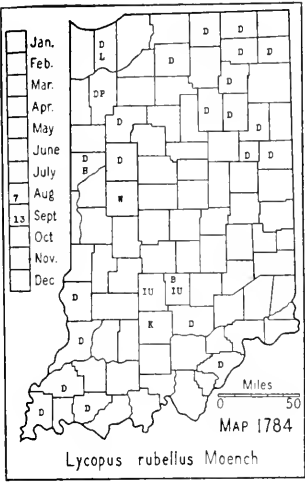 Jan.
Feb.
Mar.
Apr.
May
June
July
7 Aug
13 Sept
Oct
Nov.
Dec
D
L
D
D
D
D
D
D
DP
D
D
D
D
D
D
D
H
D
W
D
IU
B
IU
K
D
D
D
D
D
D
Miles
0 50
MAP 1784
Lycopus rubellus Moench